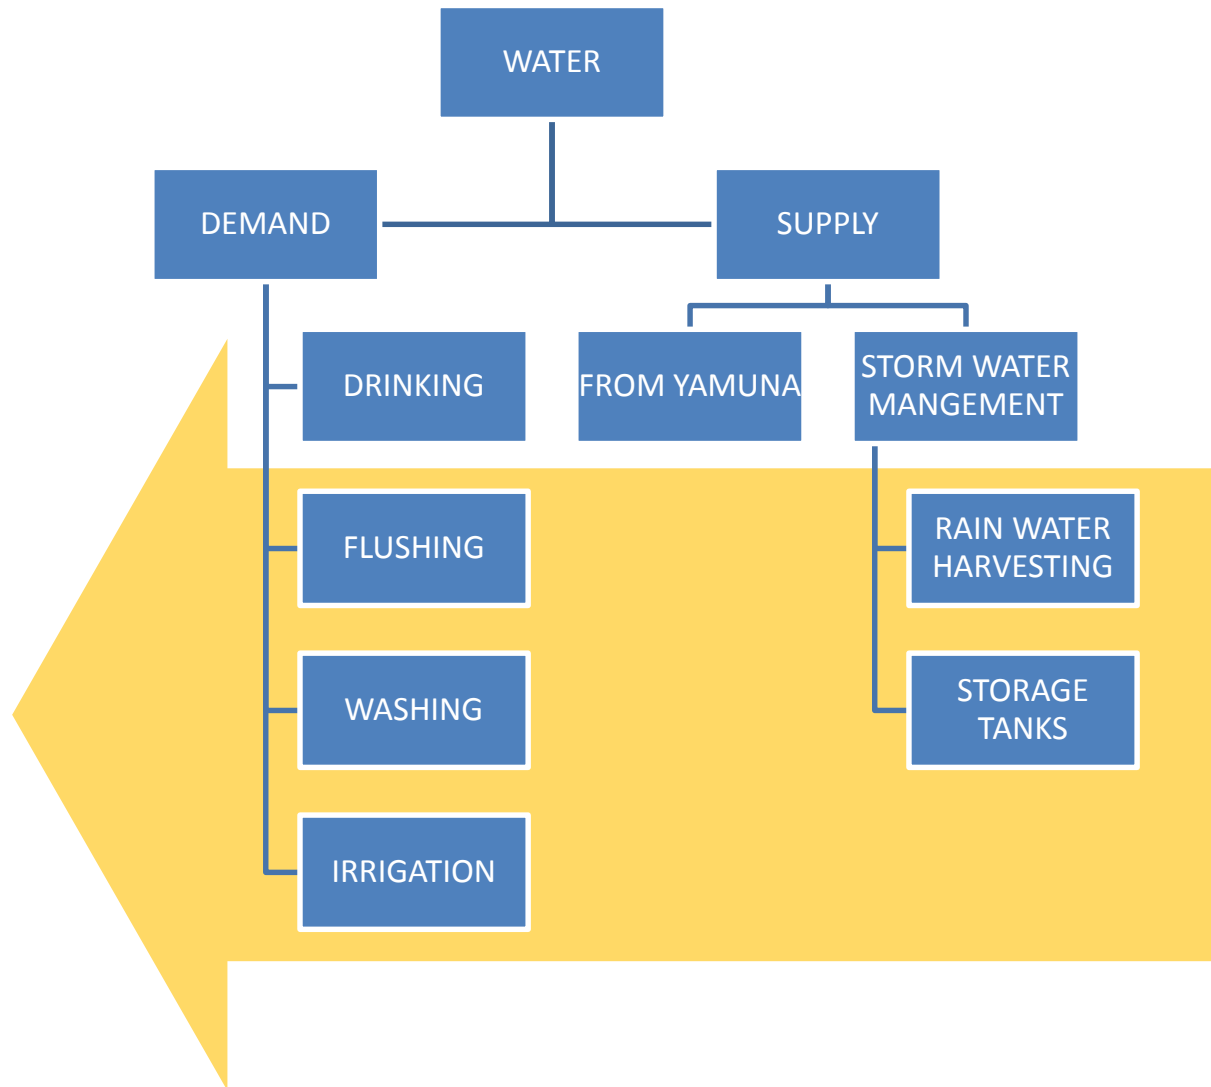 WATER
DEMAND
SUPPLY
DRINKING
FROM YAMUNA
STORM WATER
MANGEMENT
FLUSHING
RAIN WATER
HARVESTING
WASHING
STORAGE
TANKS
IRRIGATION